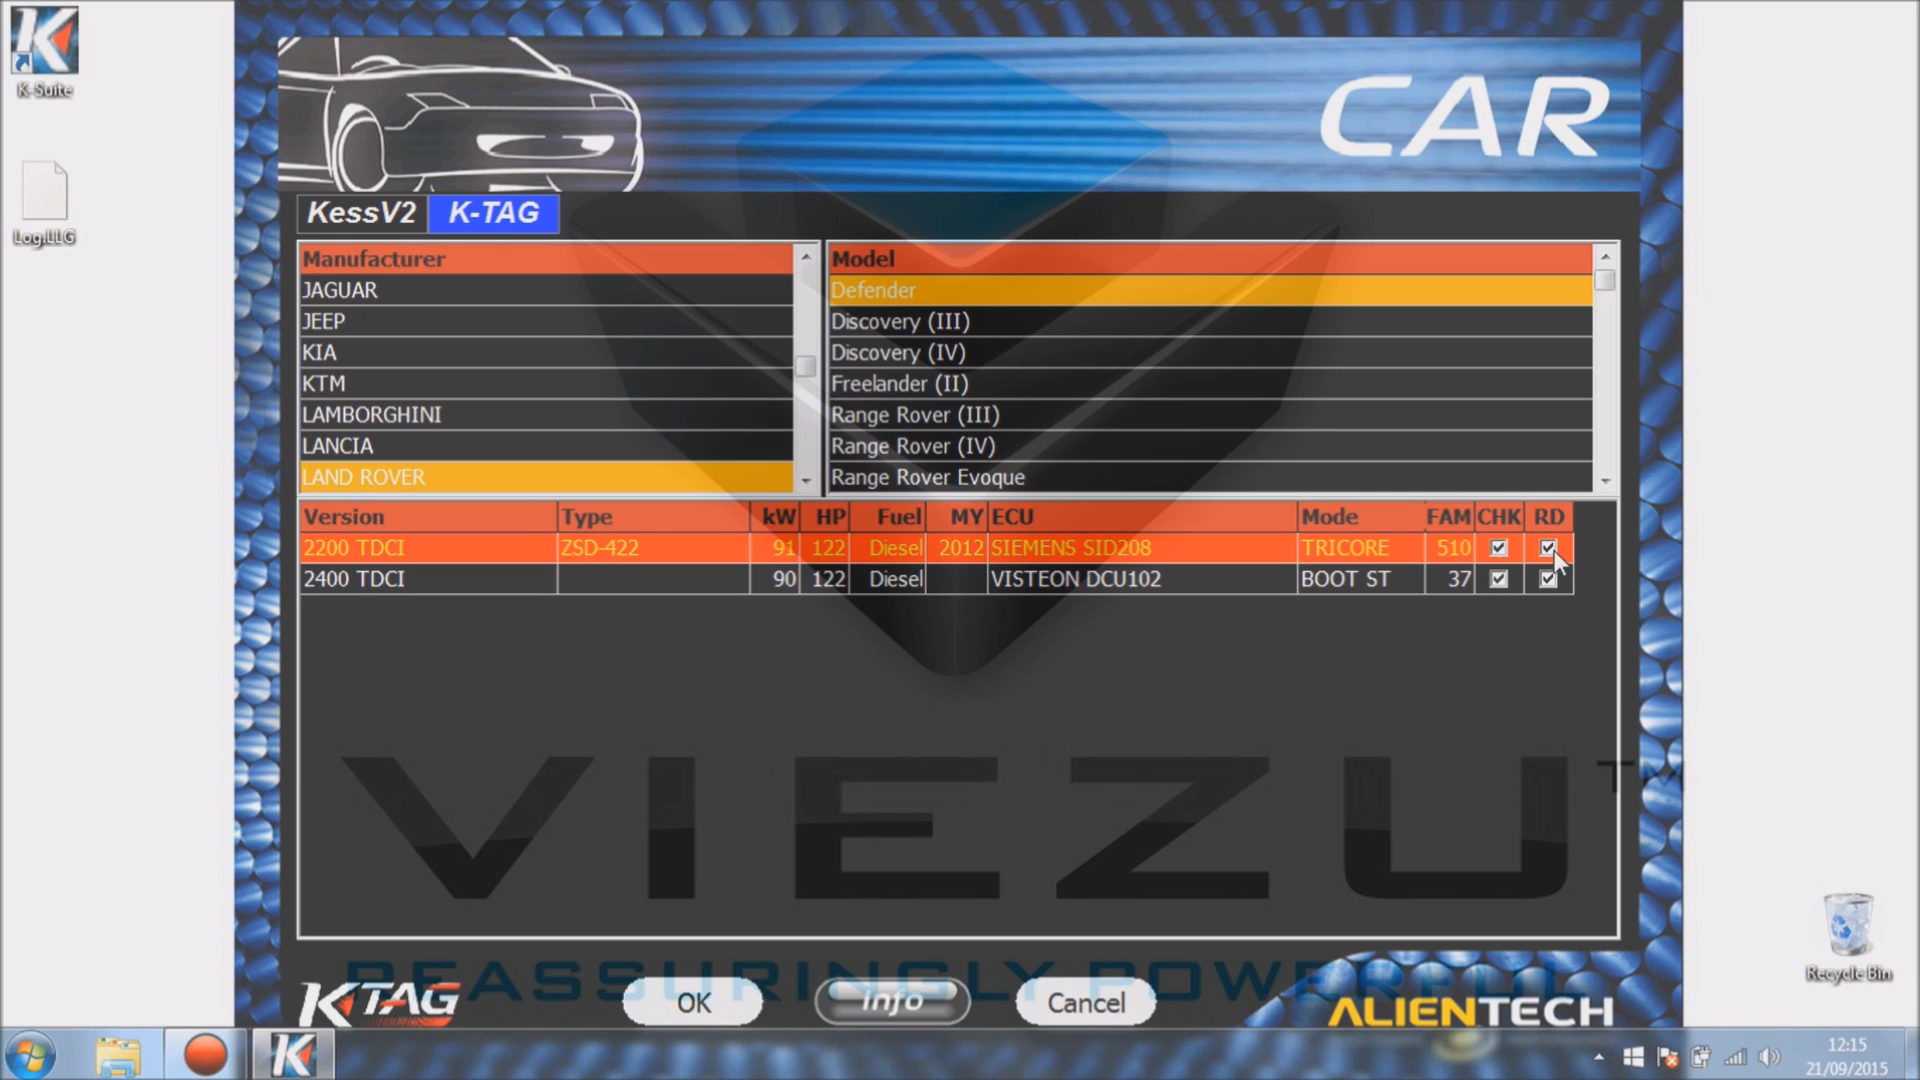 K-Suite
Log.LLG
CAR
KessV2 K-TAG
Manufacturer
JAGUAR
JEEP
KIA
KTM
LAMBORGHINI
LANCIA
LAND ROVER
Model
Defender
Discovery (III)
Discovery (IV)
Freelander (II)
Range Rover (III)
Range Rover (IV)
Range Rover Evoque
Version Type kW HP Fuel MY ECU Mode FAM CHK RD
2200 TDCI ZSD-422 91 122 Diesel 2012 SIEMENS SID208 TRICORE 510
2400 TDCI 90 122 Diesel VISTEON DCU102 BOOT ST 37
VIEZU™
REASSURINGLY POWERFUL
K-TAG
OK Info Cancel
ALIENTECH
Recycle Bin
12:15
21/09/2015